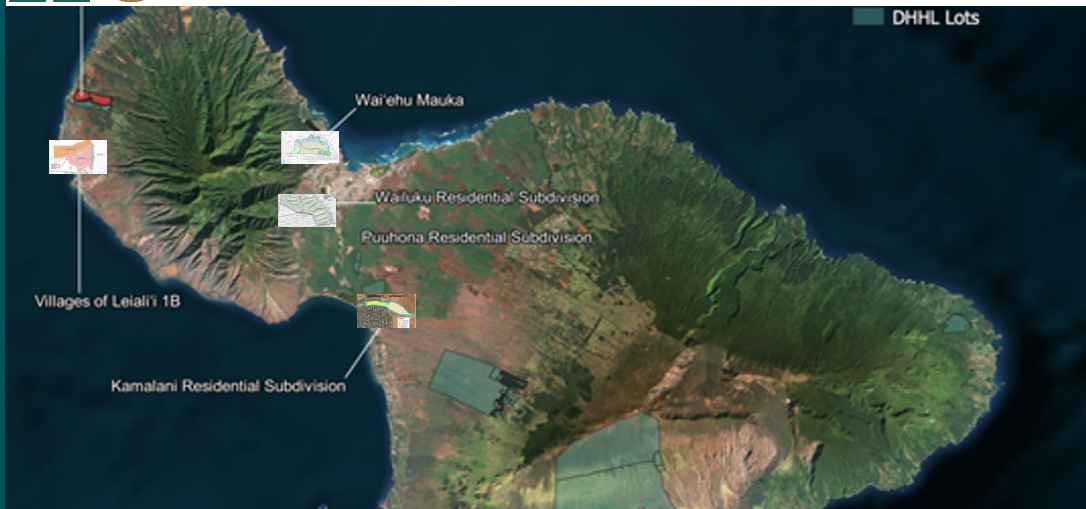 DHHL Lots
Wai'ehu Mauka
Wailuku Residential Subdivision
Puuhona Residential Subdivision
Villages of Leiali'i 1B
Kamalani Residential Subdivision